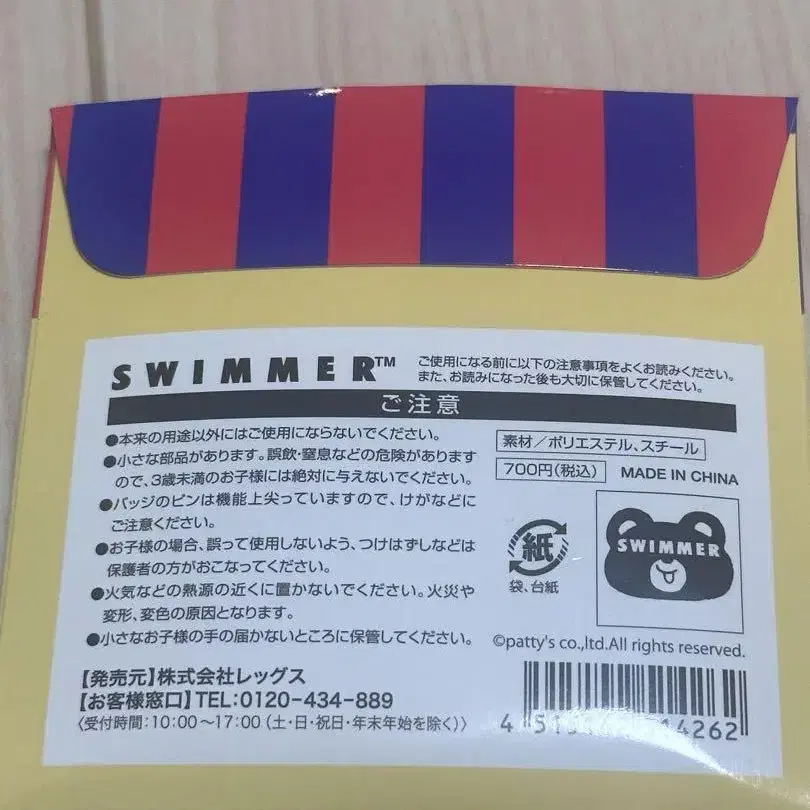 SWIMMER™
ご使用になる前に以下の注意事項をよくお読みください。
また、お読みになった後も大切に保管してください。
ご注意
●本来の用途以外にはご使用にならないでください。
●小さな部品があります。誤飲・窒息などの危険があります
ので、3歳未満のお子様には絶対に与えないでください。
●バッジのピンは機能上尖っていますので、けがなどに
ご注意ください。
●お子様の場合、誤って使用しないよう、つけはずしなどは
保護者の方がおこなってください。
●火気などの熱源の近くに置かないでください。火災や
変形、変色の原因となります。
●小さなお子様の手の届かないところに保管してください。
【発売元】株式会社レッグス
【お客様窓口】TEL:0120-434-889
〈受付時間：10:00～17:00（土・日・祝日・年末年始を除く）〉
素材／ポリエステル、スチール
700円(税込)
MADE IN CHINA
紙
袋、台紙
SWIMMER
©patty's co.,ltd.All rights reserved.
14262